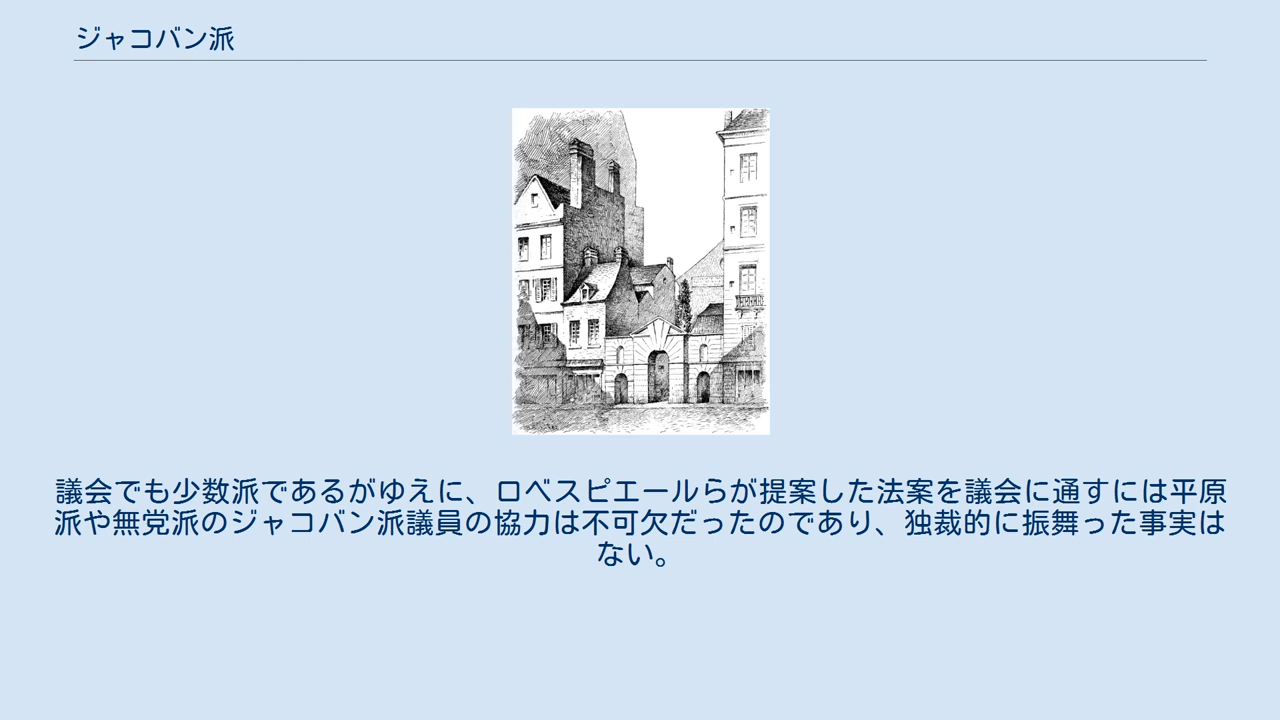 ジャコバン派
議会でも少数派であるがゆえに、ロベスピエールらが提案した法案を議会に通すには平原
派や無党派のジャコバン派議員の協力は不可欠だったのであり、独裁的に振舞った事実は
ない。